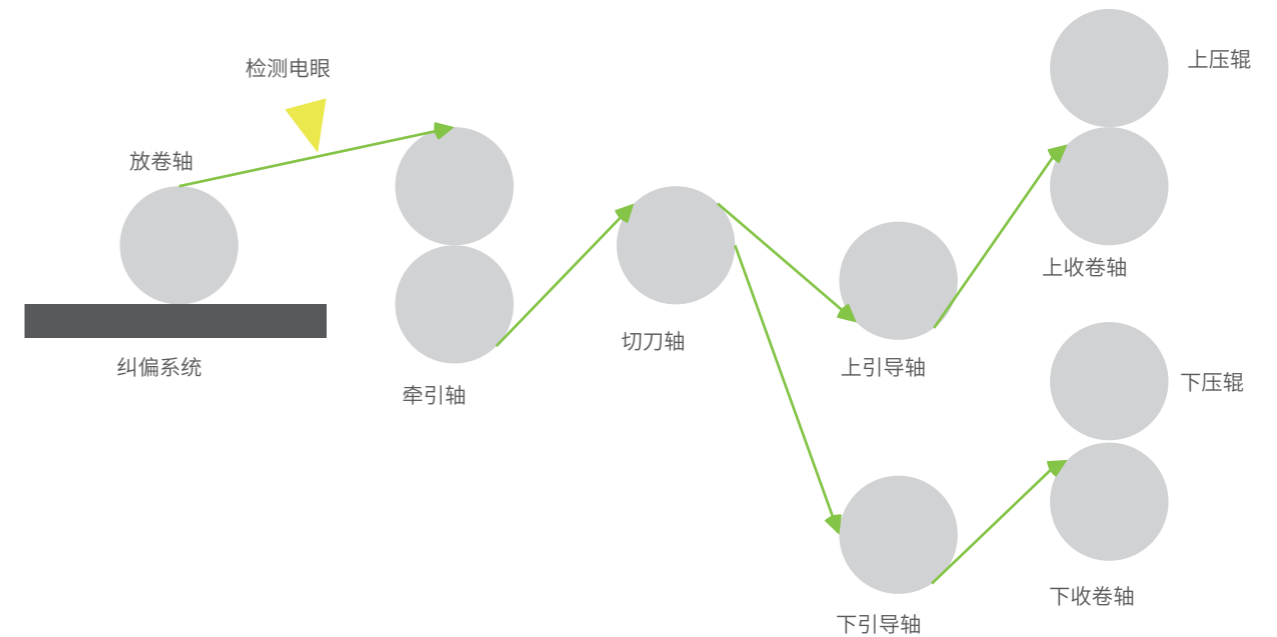 上压辊
检测电眼
放卷轴
上收卷轴
切刀轴
纠偏系统
上引导轴
牵引轴
下压辊
下收卷轴
下引导轴